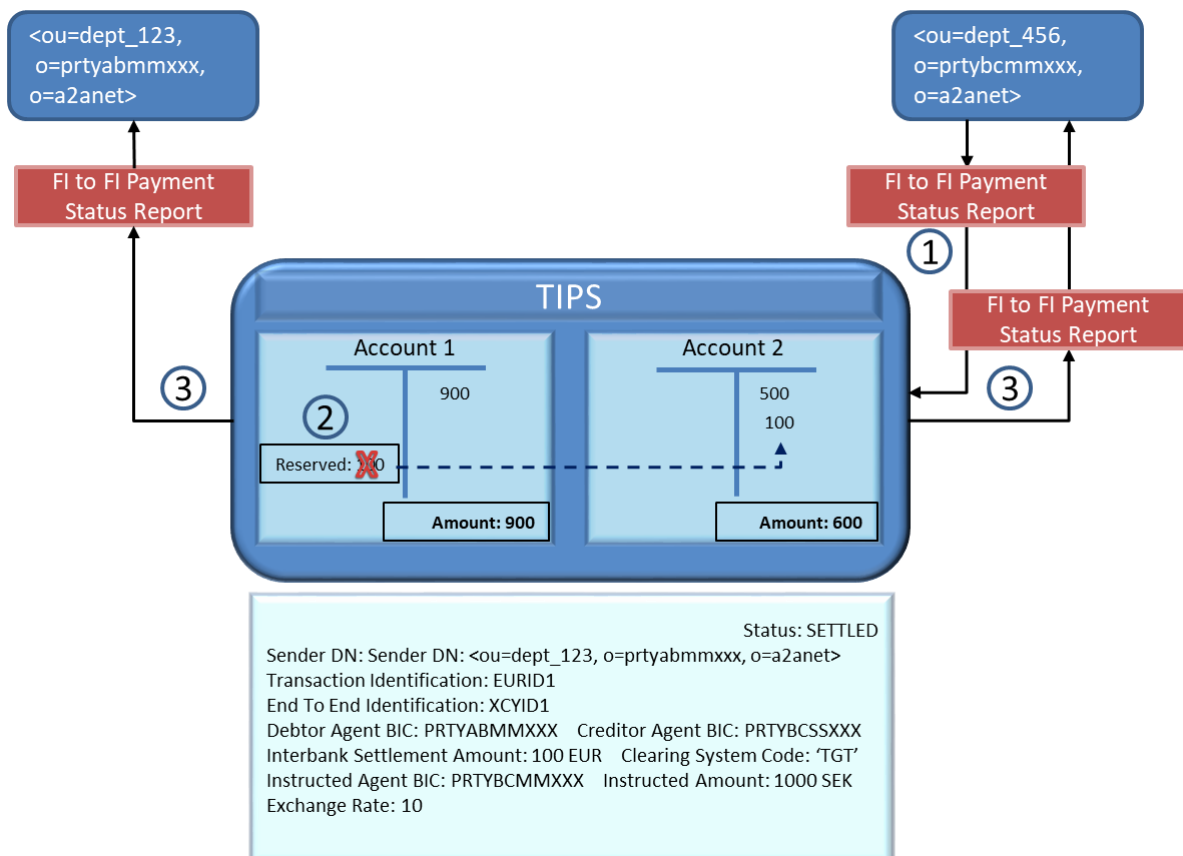 <ou=dept_123,
o=prtyabmmxxx,
o=a2anet>
<ou=dept_456,
o=prtybcmmxxx,
o=a2anet>
FI to FI Payment
Status Report
FI to FI Payment
Status Report
1
FI to FI Payment
Status Report
TIPS
3
3
Account 1
900
2
Reserved:
Amount: 900
Account 2
500
100
Amount: 600
Status: SETTLED
Sender DN: Sender DN: <ou=dept_123, o=prtyabmmxxx, o=a2anet>
Transaction Identification: EURID1
End To End Identification: XCYID1
Debtor Agent BIC: PRTYABMMXXX Creditor Agent BIC: PRTYBCSSXXX
Interbank Settlement Amount: 100 EUR Clearing System Code: ‘TGT’
Instructed Agent BIC: PRTYBCMMXXX Instructed Amount: 1000 SEK
Exchange Rate: 10